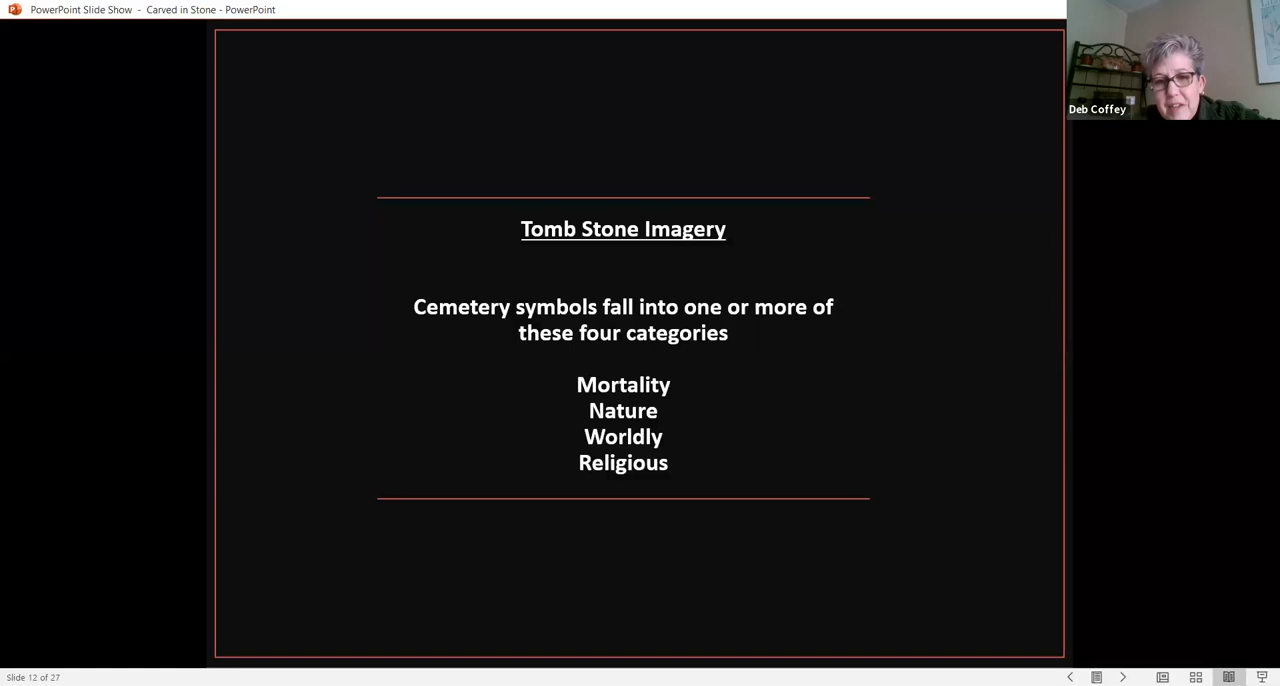 PowerPoint Slide Show - Carved in Stone - PowerPoint
Deb Coffey
Tomb Stone Imagery
Cemetery symbols fall into one or more of
these four categories
Mortality
Nature
Worldly
Religious
Slide 12 of 27